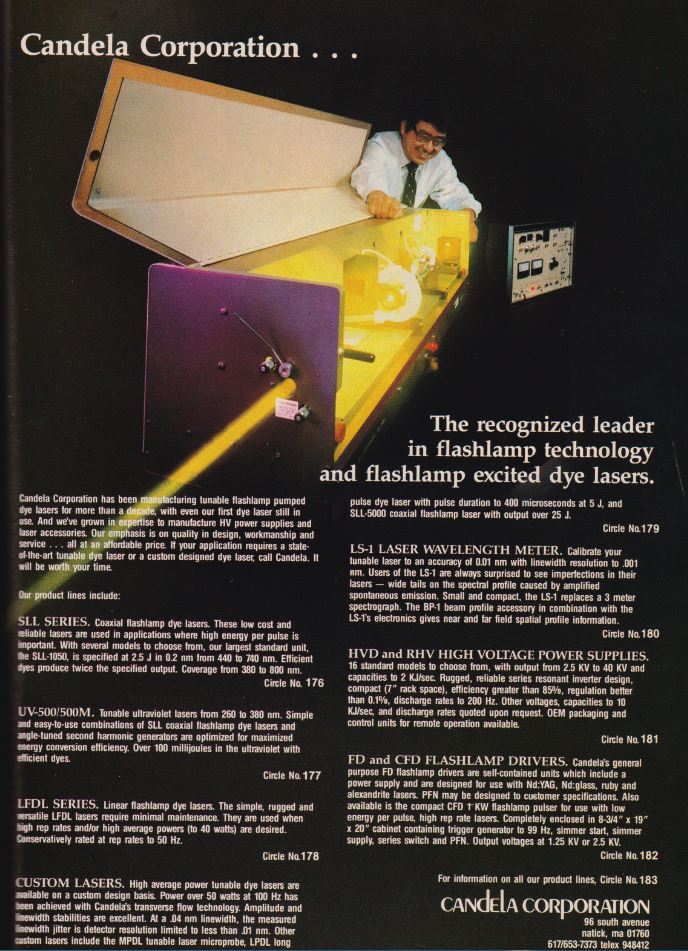 Candela Corporation . . .
The recognized leader
in flashlamp technology
and flashlamp excited dye lasers.
Candela Corporation has been manufacturing tunable flashlamp pumped
dye lasers for more than a decade, with even our first dye laser still in
use. And we've grown in expertise to manufacture HV power supplies and
laser accessories. Our emphasis is on quality in design, workmanship and
service . . . all at an affordable price. If your application requires a state-
of-the-art tunable dye laser or a custom designed dye laser, call Candela. It
will be worth your time.
Our product lines include:
SLL SERIES. Coaxial flashlamp dye lasers. These low cost and
reliable lasers are used in applications where high energy per pulse is
important. With several models to choose from, our largest standard unit,
the SLL-1050, is specified at 2.5 J in 0.2 nm from 440 to 740 nm. Efficient
dyes produce twice the specified output. Coverage from 380 to 800 nm.
Circle No. 176
UV-500/500M. Tunable ultraviolet lasers from 260 to 380 nm. Simple
and easy-to-use combinations of SLL coaxial flashlamp dye lasers and
angle-tuned second harmonic generators are optimized for maximized
energy conversion efficiency. Over 100 millijoules in the ultraviolet with
efficient dyes.
Circle No. 177
LFDL SERIES. Linear flashlamp dye lasers. The simple, rugged and
versatile LFDL lasers require minimal maintenance. They are used when
high rep rates and/or high average powers (to 40 watts) are desired.
Conservatively rated at rep rates to 50 Hz.
Circle No. 178
CUSTOM LASERS. High average power tunable dye lasers are
available on a custom design basis. Power over 50 watts at 100 Hz has
been achieved with Candela's transverse flow technology. Amplitude and
linewidth stabilities are excellent. At a .04 nm linewidth, the measured
linewidth jitter is detector resolution limited to less than .01 nm. Other
custom lasers include the MPDL tunable laser microprobe, LPDL long
pulse dye laser with pulse duration to 400 microseconds at 5 J, and
SLL-5000 coaxial flashlamp laser with output over 25 J.
Circle No. 179
LS-1 LASER WAVELENGTH METER. Calibrate your
tunable laser to an accuracy of 0.01 nm with linewidth resolution to .001
nm. Users of the LS-1 are always surprised to see imperfections in their
lasers — wide tails on the spectral profile caused by amplified
spontaneous emission. Small and compact, the LS-1 replaces a 3 meter
spectrograph. The BP-1 beam profile accessory in combination with the
LS-1's electronics gives near and far field spatial profile information.
Circle No. 180
HVD and RHV HIGH VOLTAGE POWER SUPPLIES.
16 standard models to choose from, with output from 2.5 KV to 40 KV and
capacities to 2 KJ/sec. Rugged, reliable series resonant inverter design,
compact (7" rack space), efficiency greater than 85%, regulation better
than 0.1%, discharge rates to 200 Hz. Other voltages, capacities to 10
KJ/sec, and discharge rates quoted upon request. OEM packaging and
control units for remote operation available.
Circle No. 181
FD and CFD FLASHLAMP DRIVERS. Candela's general
purpose FD flashlamp drivers are self-contained units which include a
power supply and are designed for use with Nd:YAG, Nd:glass, ruby and
alexandrite lasers. PFN may be designed to customer specifications. Also
available is the compact CFD 1 KW flashlamp pulser for use with low
energy per pulse, high rep rate lasers. Completely enclosed in 8-3/4" x 19"
x 20" cabinet containing trigger generator to 99 Hz, simmer start, simmer
supply, series switch and PFN. Output voltages at 1.25 KV or 2.5 KV.
Circle No. 182
For information on all our product lines, Circle No. 183
CANDELA CORPORATION
96 south avenue
natick, ma 01760
617/653-7373 telex 948412